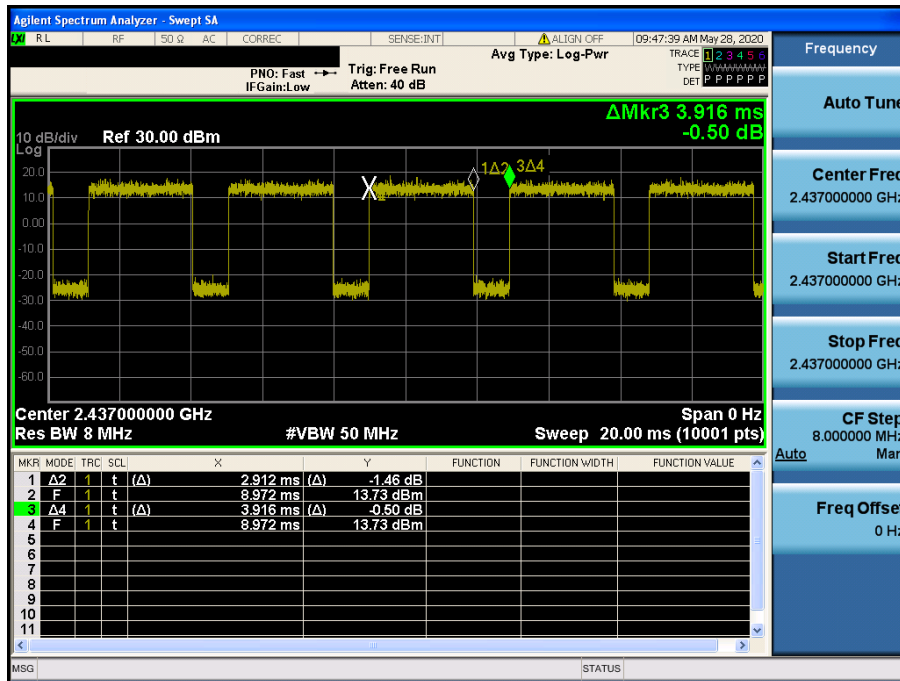 Agilent Spectrum Analyzer - Swept SA
LXI RL RF 50 Ω AC CORREC SENSE:INT ALIGN OFF 09:47:39 AM May 28, 2020
Avg Type: Log-Pwr TRACE 1 2 3 4 5 6
PNO: Fast Trig: Free Run TYPE WWWWWW
IFGain:Low Atten: 40 dB DET P P P P P P
ΔMkr3 3.916 ms
10 dB/div Ref 30.00 dBm -0.50 dB
Log
1Δ2 3Δ4
20.0
10.0
0.00
-10.0
-20.0
-30.0
-40.0
-50.0
-60.0
Center 2.437000000 GHz Span 0 Hz
Res BW 8 MHz #VBW 50 MHz Sweep 20.00 ms (10001 pts)
MKR MODE TRC SCL X Y FUNCTION FUNCTION WIDTH FUNCTION VALUE
1 Δ2 1 t (Δ) 2.912 ms (Δ) -1.46 dB
2 F 1 t 8.972 ms 13.73 dBm
3 Δ4 1 t (Δ) 3.916 ms (Δ) -0.50 dB
4 F 1 t 8.972 ms 13.73 dBm
5
6
7
8
9
10
11
MSG STATUS
Frequency
Auto Tune
Center Freq
2.437000000 GHz
Start Freq
2.437000000 GHz
Stop Freq
2.437000000 GHz
CF Step
8.000000 MHz
Auto Man
Freq Offset
0 Hz